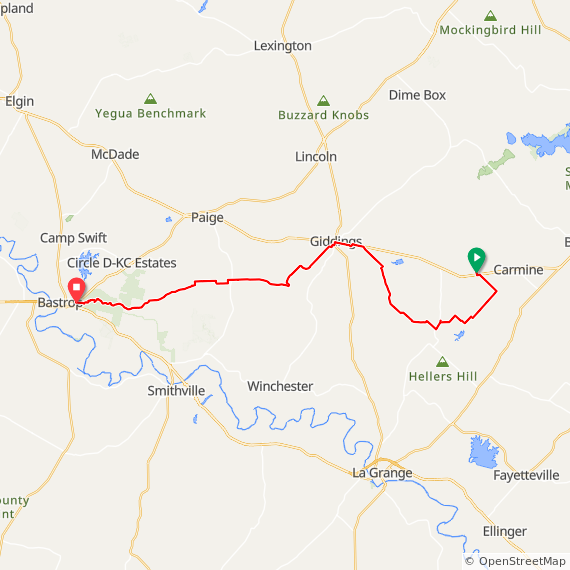 pland
Mockingbird Hill
Lexington
Elgin
Dime Box
Yegua Benchmark
Buzzard Knobs
McDade
Lincoln
S
M
Paige
Camp Swift
Giddings
B
Circle D-KC Estates
Carmine
Bastrop
Hellers Hill
Smithville
Winchester
La Grange
Fayetteville
ounty
nt
Ellinger
© OpenStreetMap